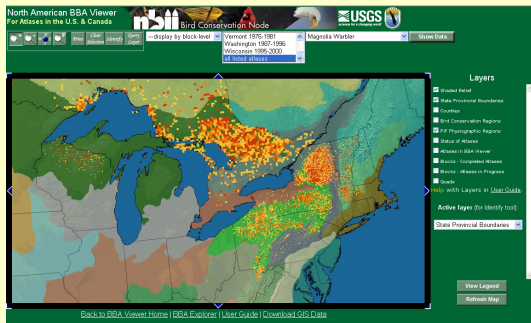 North American BBA Viewer
For Atlases in the U.S. & Canada
nbii Bird Conservation Node
USGS
science for a changing world
Print
Clear Selection
Identify
Query Layer
---display by block-level
Vermont 1976-1981
Washington 1987-1996
Wisconsin 1995-2000
all listed atlases
Magnolia Warbler
Show Data
Layers
Shaded Relief
State Provincial Boundaries
Counties
Bird Conservation Regions
PIF Physiographic Regions
Status of Atlases
Atlases in BBA Viewer
Blocks - Completed Atlases
Blocks - Atlases in Progress
Quads
Help with Layers in User Guide.
Active layer (for Identify tool):
State Provincial Boundaries
View Legend
Refresh Map
Back to BBA Viewer Home | BBA Explorer | User Guide | Download GIS Data